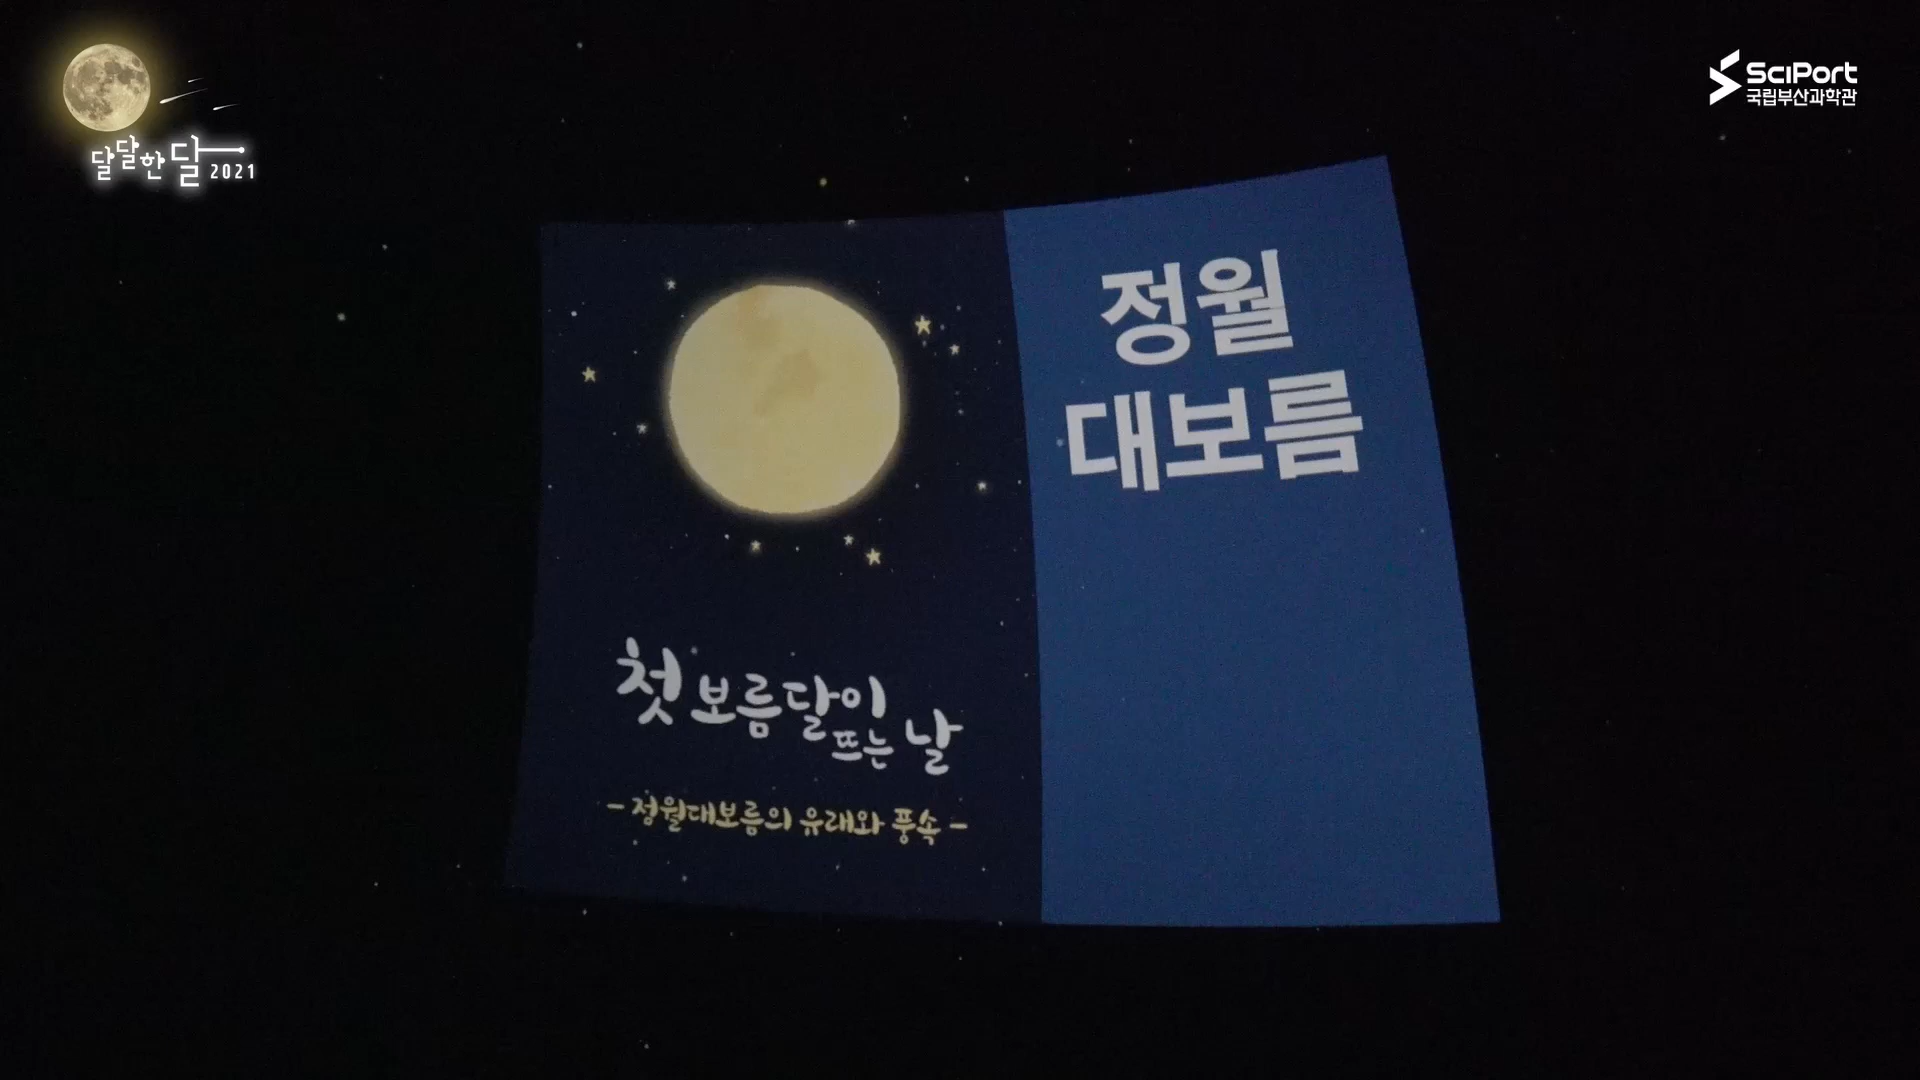 달달한 달 2021
SciPort
국립부산과학관
정월
대보름
첫 보름달이
뜨는 날
- 정월대보름의 유래와 풍속 -